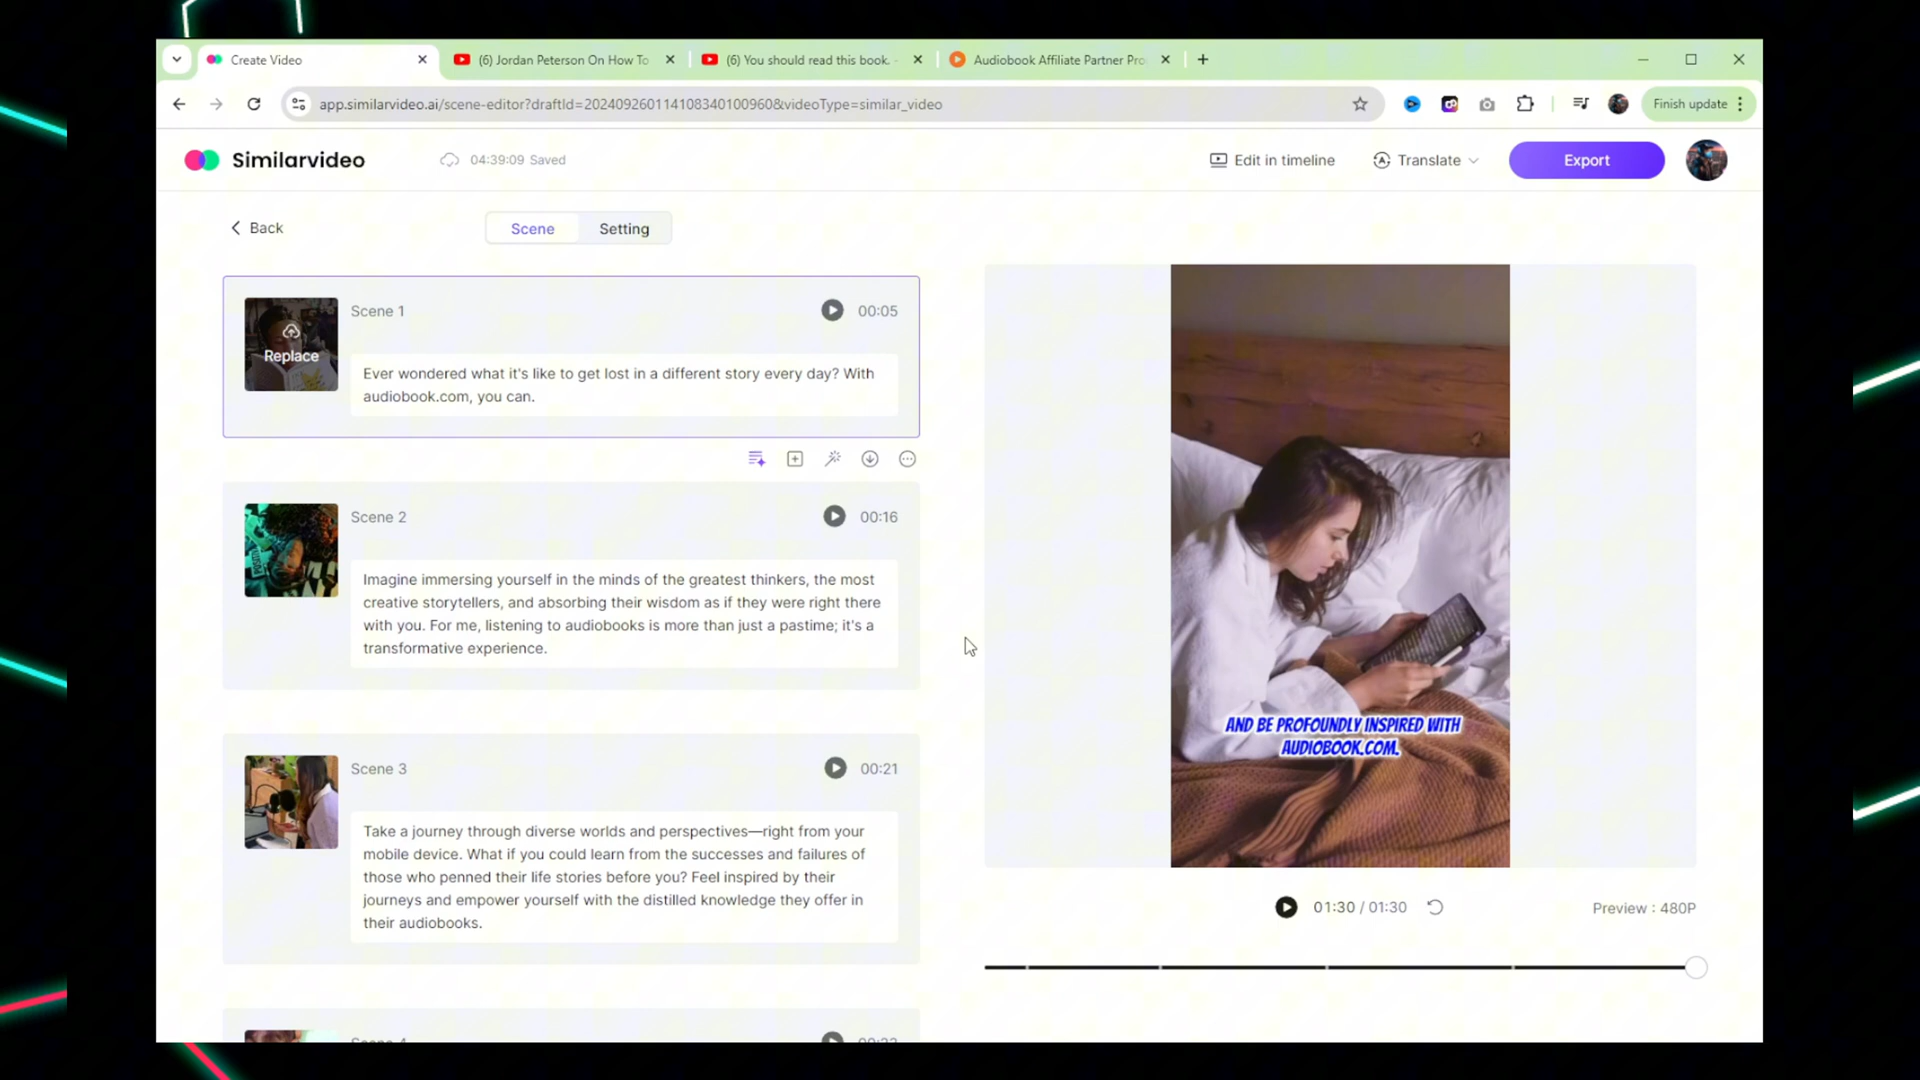 Create Video
(6) Jordan Peterson On How To
(6) You should read this book. -
Audiobook Affiliate Partner Pro
app.similarvideo.ai/scene-editor?draftId=20240926011411083401009​60&videoType=similar_video
Finish update
Similarvideo
04:39:09 Saved
Edit in timeline
Translate
Export
Back
Scene
Setting
Scene 1
00:05
Replace
Ever wondered what it's like to get lost in a different story every day? With
audiobook.com, you can.
Scene 2
00:16
Imagine immersing yourself in the minds of the greatest thinkers, the most
creative storytellers, and absorbing their wisdom as if they were right there
with you. For me, listening to audiobooks is more than just a pastime; it's a
transformative experience.
Scene 3
00:21
Take a journey through diverse worlds and perspectives—right from your
mobile device. What if you could learn from the successes and failures of
those who penned their life stories before you? Feel inspired by their
journeys and empower yourself with the distilled knowledge they offer in
their audiobooks.
AND BE PROFOUNDLY INSPIRED WITH
AUDIOBOOK.COM.
01:30 / 01:30
Preview : 480P